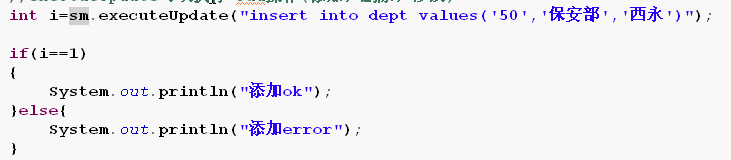 int i=sm.executeUpdate("insert into dept values('50','保安部','西永')");
if(i==1)
{
System.out.println("添加ok");
}else{
System.out.println("添加error");
}